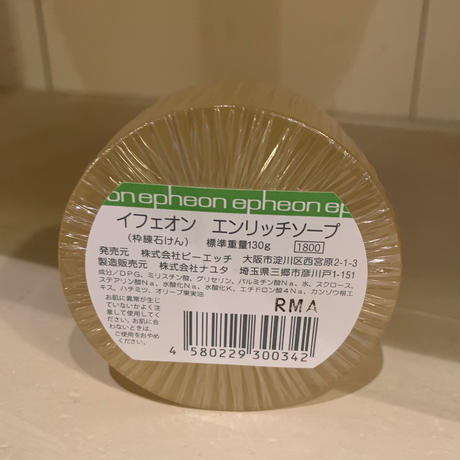 on epheon epheon ep
イフェオン エンリッチソープ
(枠練石けん) 標準重量130g 1800
発売元 株式会社ビーエッチ 大阪市淀川区西宮原2-1-3
製造販売元 株式会社ナユタ 埼玉県三郷市彦川戸1-151
成分/DPG、ミリスチン酸、グリセリン、パルミチン酸Na、水、スクロース、
ステアリン酸Na、水酸化Na、水酸化K、エチドロン酸4Na、カンゾウ根エ
キス、ハチミツ、オリーブ果実油
お肌に異常が生じ
ていないかよく注
意して使用してく
ださい。お肌に合
わないときは、
ご使用をおやめ
ください。
RMA
4 580229 300342